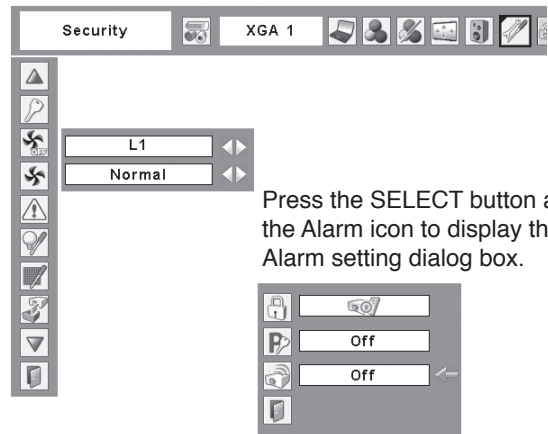 Security
XGA 1
OFF
L1
Normal
Press the SELECT button
the Alarm icon to display
Alarm setting dialog box.
P
Off
Off